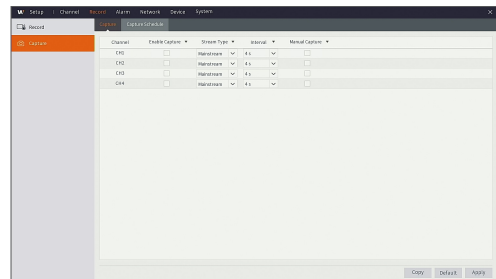 W Setup | Channel Record Alarm Network Device System ×
Record
Capture
Capture Capture Schedule
Channel Enable Capture Stream Type Interval Manual Capture
CH1 Mainstream 4 s
CH2 Mainstream 4 s
CH3 Mainstream 4 s
CH4 Mainstream 4 s
Copy Default Apply